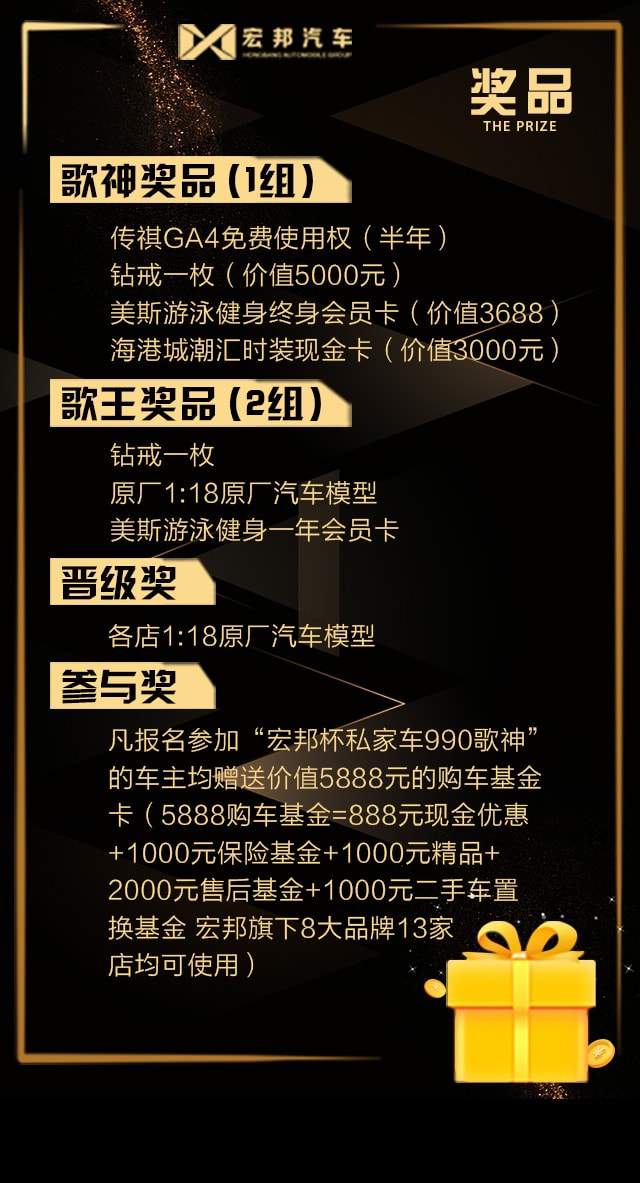 宏邦汽车
HONGBANG AUTOMOBILE GROUP
奖品
THE PRIZE
歌神奖品(1组)
传祺GA4免费使用权(半年)
钻戒一枚(价值5000元)
美斯游泳健身终身会员卡(价值3688)
海港城潮汇时装现金卡(价值3000元)
歌王奖品(2组)
钻戒一枚
原厂1:18原厂汽车模型
美斯游泳健身一年会员卡
晋级奖
各店1:18原厂汽车模型
参与奖
凡报名参加“宏邦杯私家车990歌神”
的车主均赠送价值5888元的购车基金
卡(5888购车基金=888元现金优惠
+1000元保险基金+1000元精品+
2000元售后基金+1000元二手车置
换基金 宏邦旗下8大品牌13家
店均可使用)